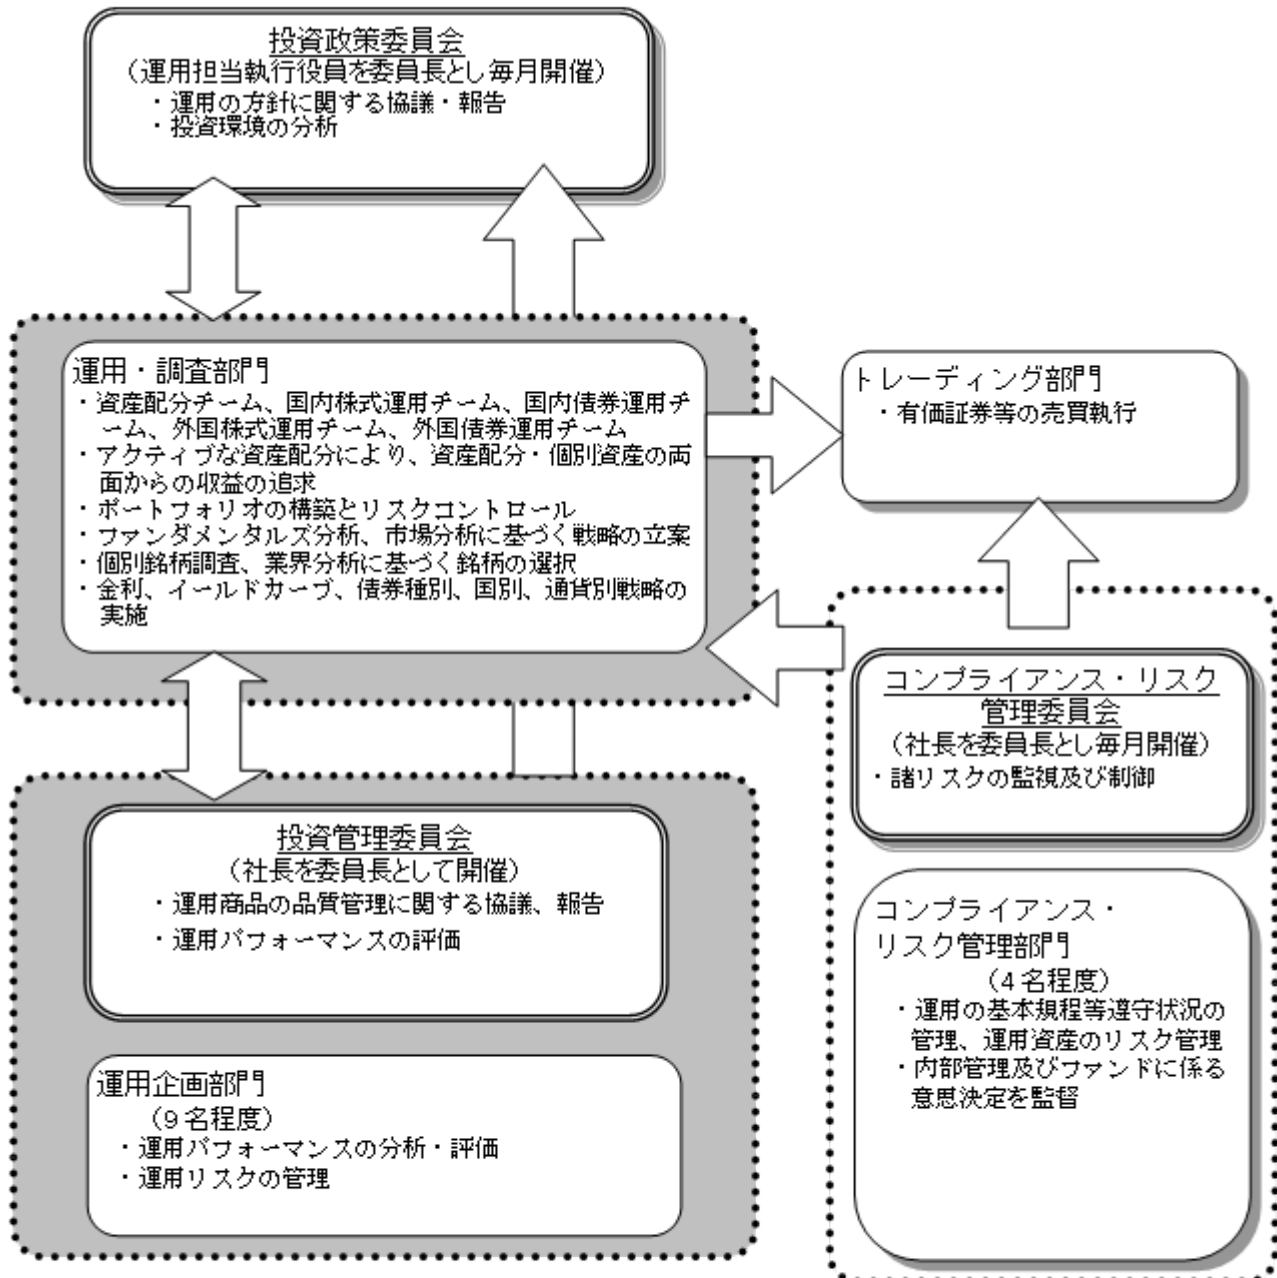 投資政策委員会
（運用担当執行役員を委員長とし毎月開催）
・運用の方針に関する協議・報告
・投資環境の分析
運用・調査部門
・資産配分チーム、国内株式運用チーム、国内債券運用チ
ーム、外国株式運用チーム、外国債券運用チーム
・アクティブな資産配分により、資産配分・個別資産の両
面からの収益の追求
・ポートフォリオの構築とリスクコントロール
・ファンダメンタルズ分析、市場分析に基づく戦略の立案
・個別銘柄調査、業界分析に基づく銘柄の選択
・金利、イールドカーブ、債券種別、国別、通貨別戦略の
実施
トレーディング部門
・有価証券等の売買執行
コンプライアンス・リスク
管理委員会
（社長を委員長とし毎月開催）
・諸リスクの監視及び制御
投資管理委員会
（社長を委員長として開催）
・運用商品の品質管理に関する協議、報告
・運用パフォーマンスの評価
コンプライアンス・
リスク管理部門
（4名程度）
・運用の基本規程等遵守状況の
管理、運用資産のリスク管理
・内部管理及びファンドに係る
意思決定を監督
運用企画部門
（9名程度）
・運用パフォーマンスの分析・評価
・運用リスクの管理